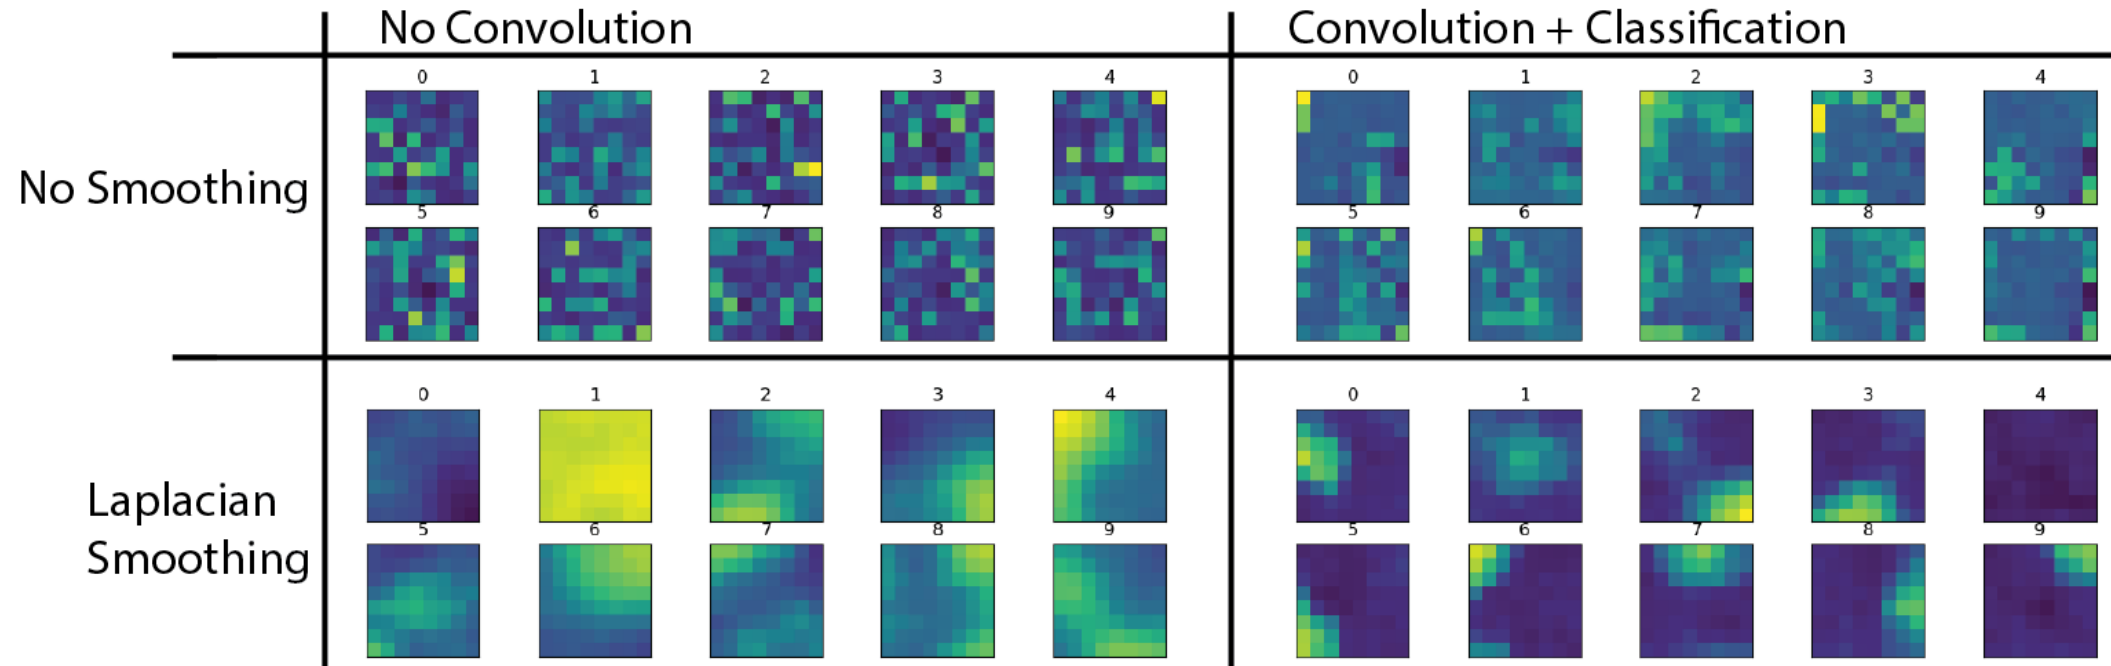 No Convolution Convolution + Classification
0 1 2 3 4 0 1 2 3 4
No Smoothing
5 6 7 8 9 5 6 7 8 9
0 1 2 3 4 0 1 2 3 4
Laplacian
Smoothing
5 6 7 8 9 5 6 7 8 9